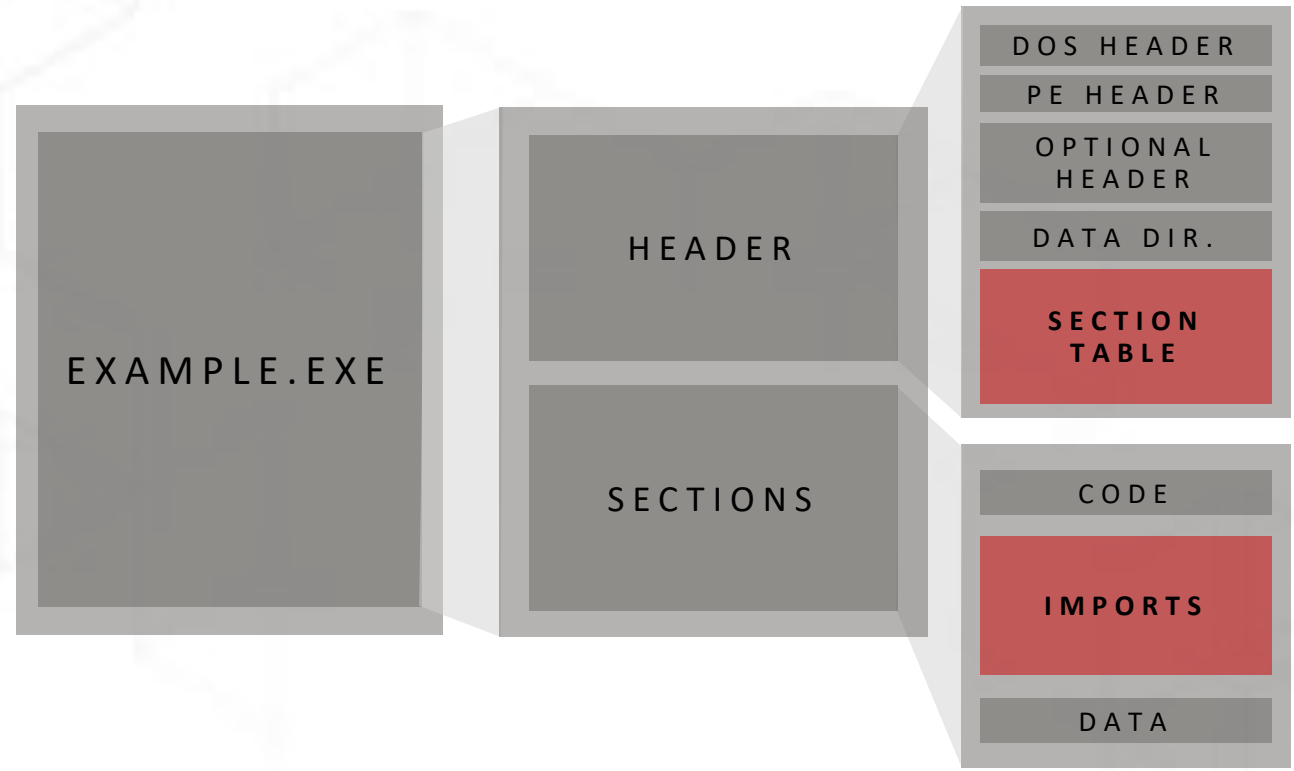 EXAMPLE.EXE
HEADER
SECTIONS
DOS HEADER
PE HEADER
OPTIONAL
HEADER
DATA DIR.
SECTION
TABLE
CODE
IMPORTS
DATA